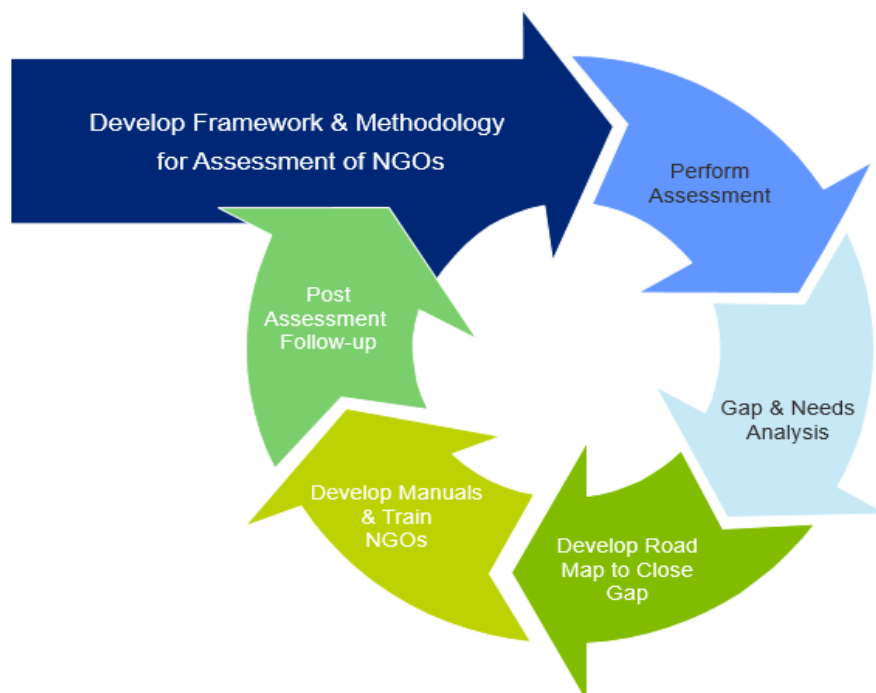 Develop Framework & Methodology
for Assessment of NGOs
Perform
Assessment
Gap & Needs
Analysis
Develop Road
Map to Close
Gap
Develop Manuals
& Train
NGOs
Post
Assessment
Follow-up